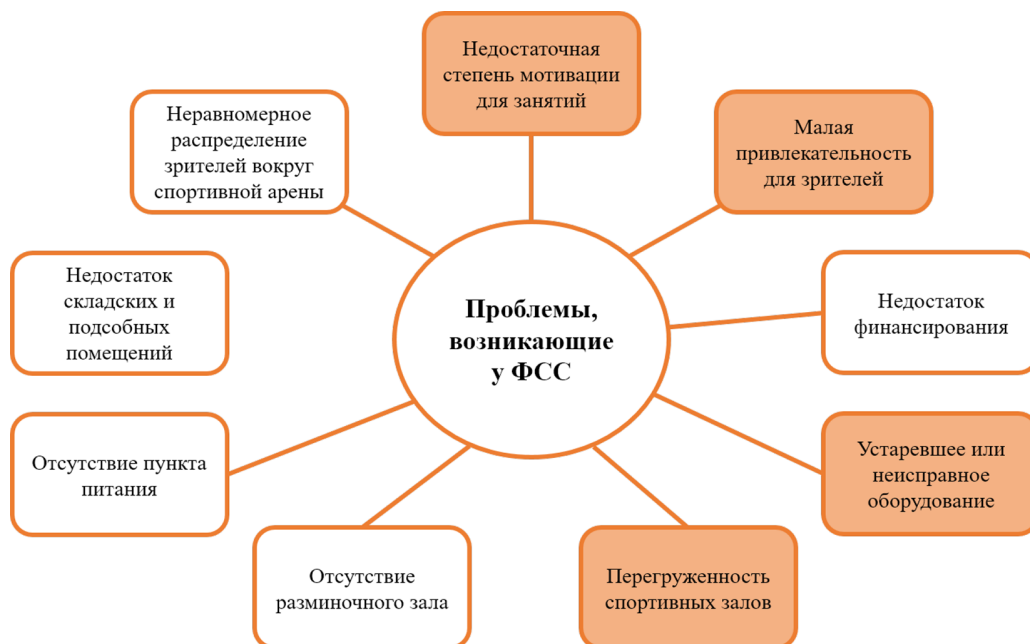 Недостаточная
степень мотивации
для занятий
Малая
привлекательность
для зрителей
Недостаток
финансирования
Устаревшее или
неисправное
оборудование
Перегруженность
спортивных залов
Отсутствие
разминочного зала
Отсутствие пункта
питания
Недостаток
складских и
подсобных
помещений
Неравномерное
распределение
зрителей вокруг
спортивной арены
Проблемы,
возникающие
у ФСС